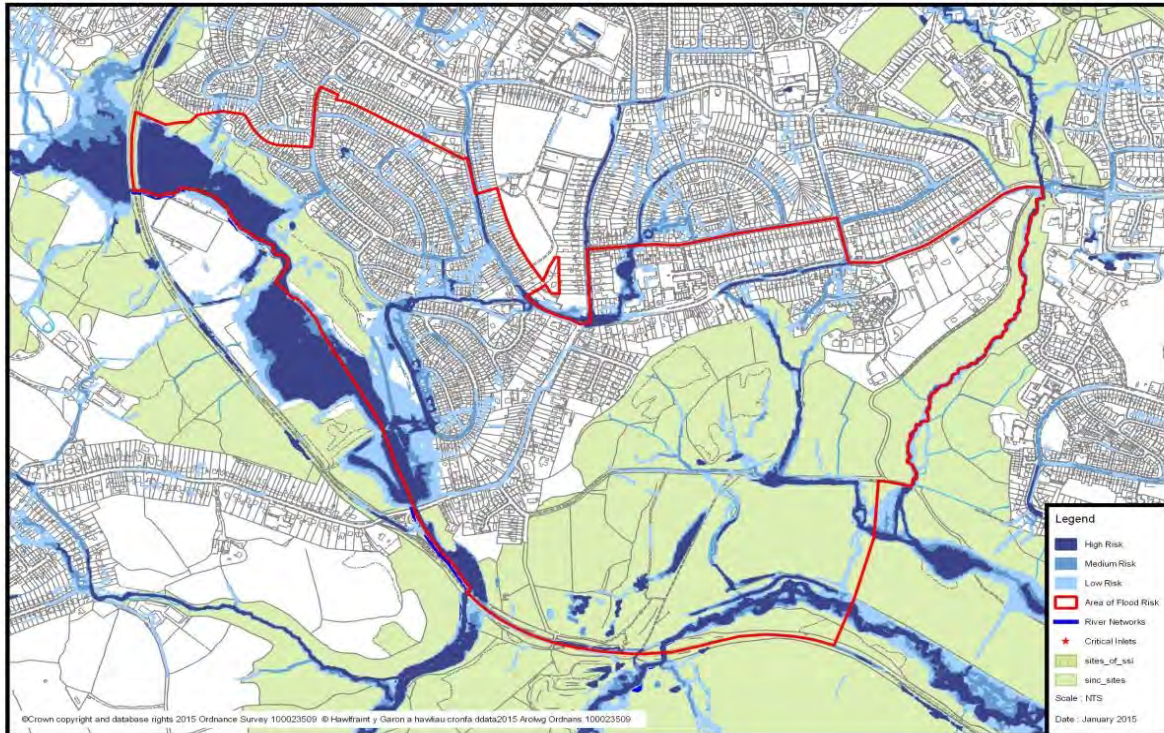 Legend
High Risk
Medium Risk
Low Risk
Area of Flood Risk
River Networks
Critical Inlets
sites_of_ssi
sinc_sites
Scale : NTS
Date : January 2015
©Crown copyright and database rights 2015 Ordnance Survey 100023509 © Hawlfraint y Garon a hawliau cronfa ddata2015 Arolwg Ordnans 100023509